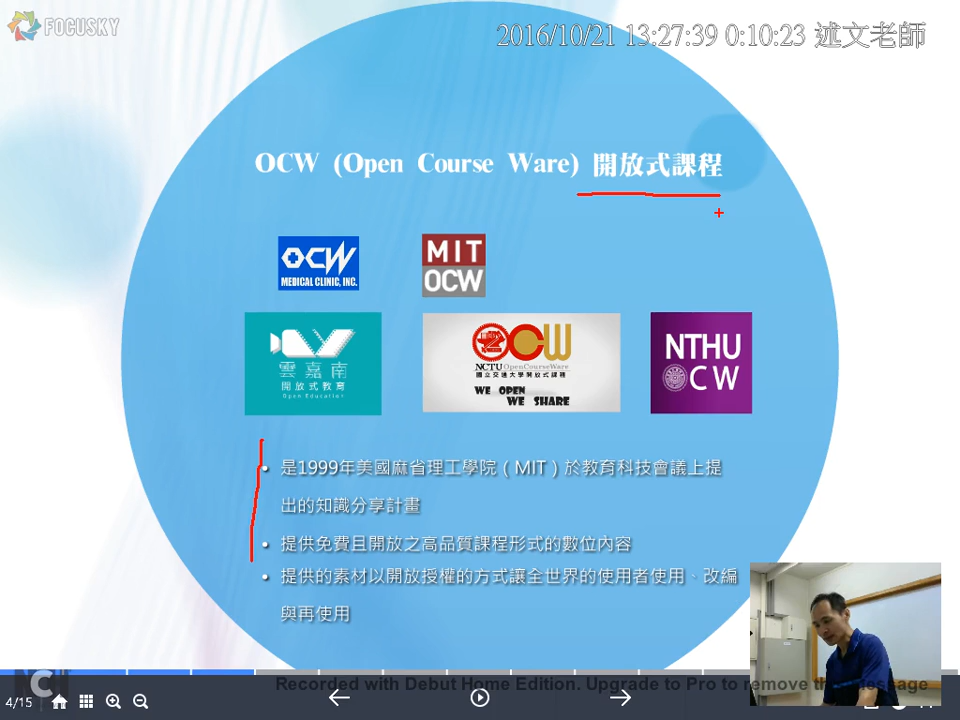 FOCUSKY
2016/10/21 13:27:39 0:10:23 述文老師
OCW (Open Course Ware) 開放式課程
OCW
MEDICAL CLINIC, INC.
MIT
OCW
雲嘉南
開放式教育
Open Education
OCW
NCTU OpenCourseWare
國立交通大學開放式課程
WE OPEN
WE SHARE
NTHU
OCW
• 是1999年美國麻省理工學院（MIT）於教育科技會議上提
出的知識分享計畫
• 提供免費且開放之高品質課程形式的數位內容
• 提供的素材以開放授權的方式讓全世界的使用者使用、改編
與再使用
Recorded with Debut Home Edition. Upgrade to Pro to remove this message
4/15